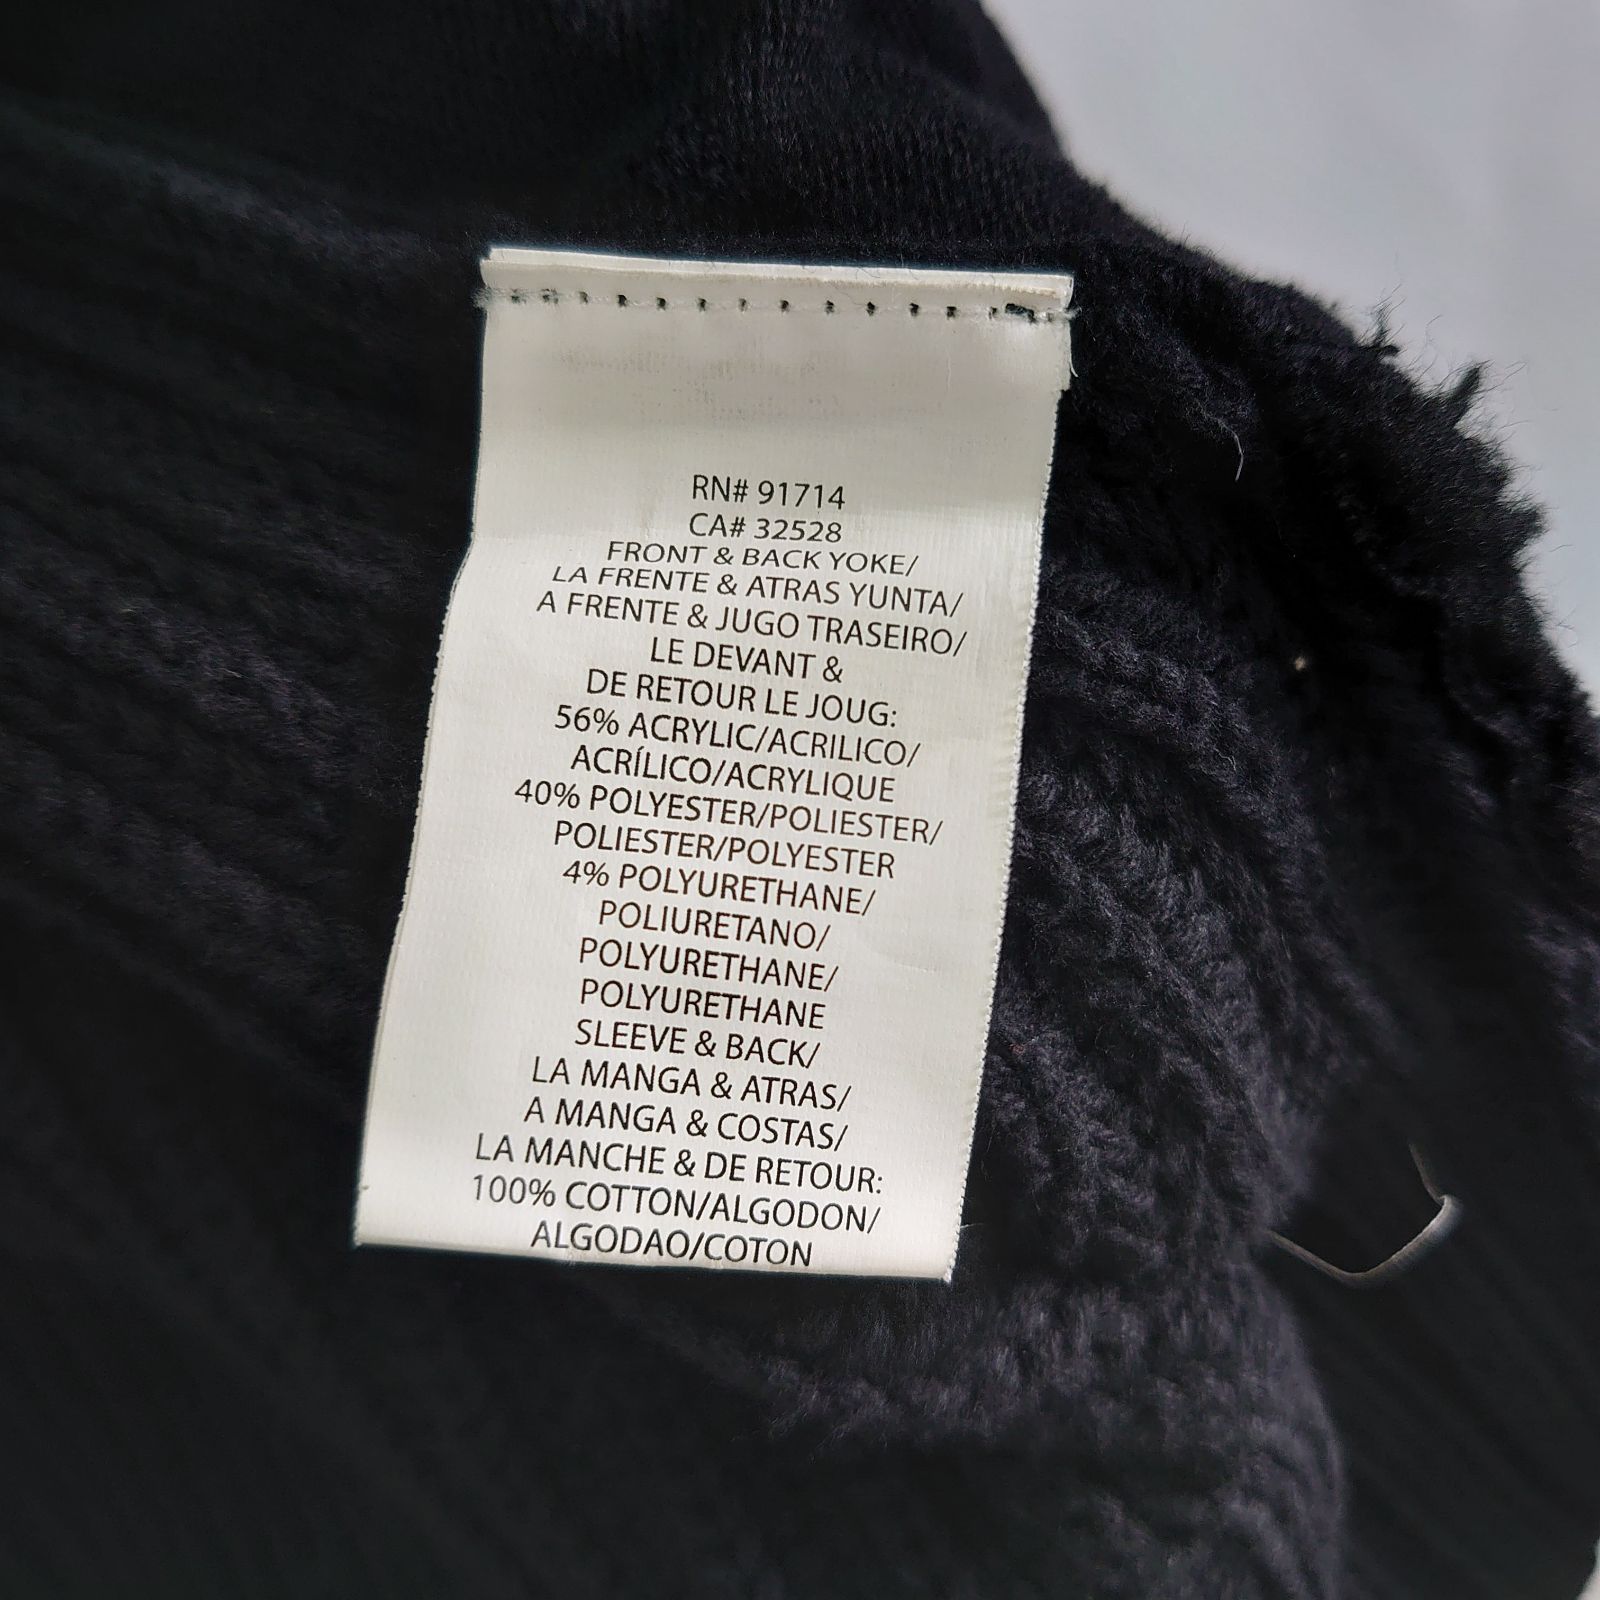 RN# 91714
CA# 32528
FRONT & BACK YOKE/
LA FRENTE & ATRAS YUNTA/
A FRENTE & JUGO TRASEIRO/
LE DEVANT &
DE RETOUR LE JOUG:
56% ACRYLIC/ACRILICO/
ACRÍLICO/ACRYLIQUE
40% POLYESTER/POLIESTER/
POLIESTER/POLYESTER
4% POLYURETHANE/
POLIURETANO/
POLYURETHANE/
POLYURETHANE
SLEEVE & BACK/
LA MANGA & ATRAS/
A MANGA & COSTAS/
LA MANCHE & DE RETOUR:
100% COTTON/ALGODON/
ALGODAO/COTON